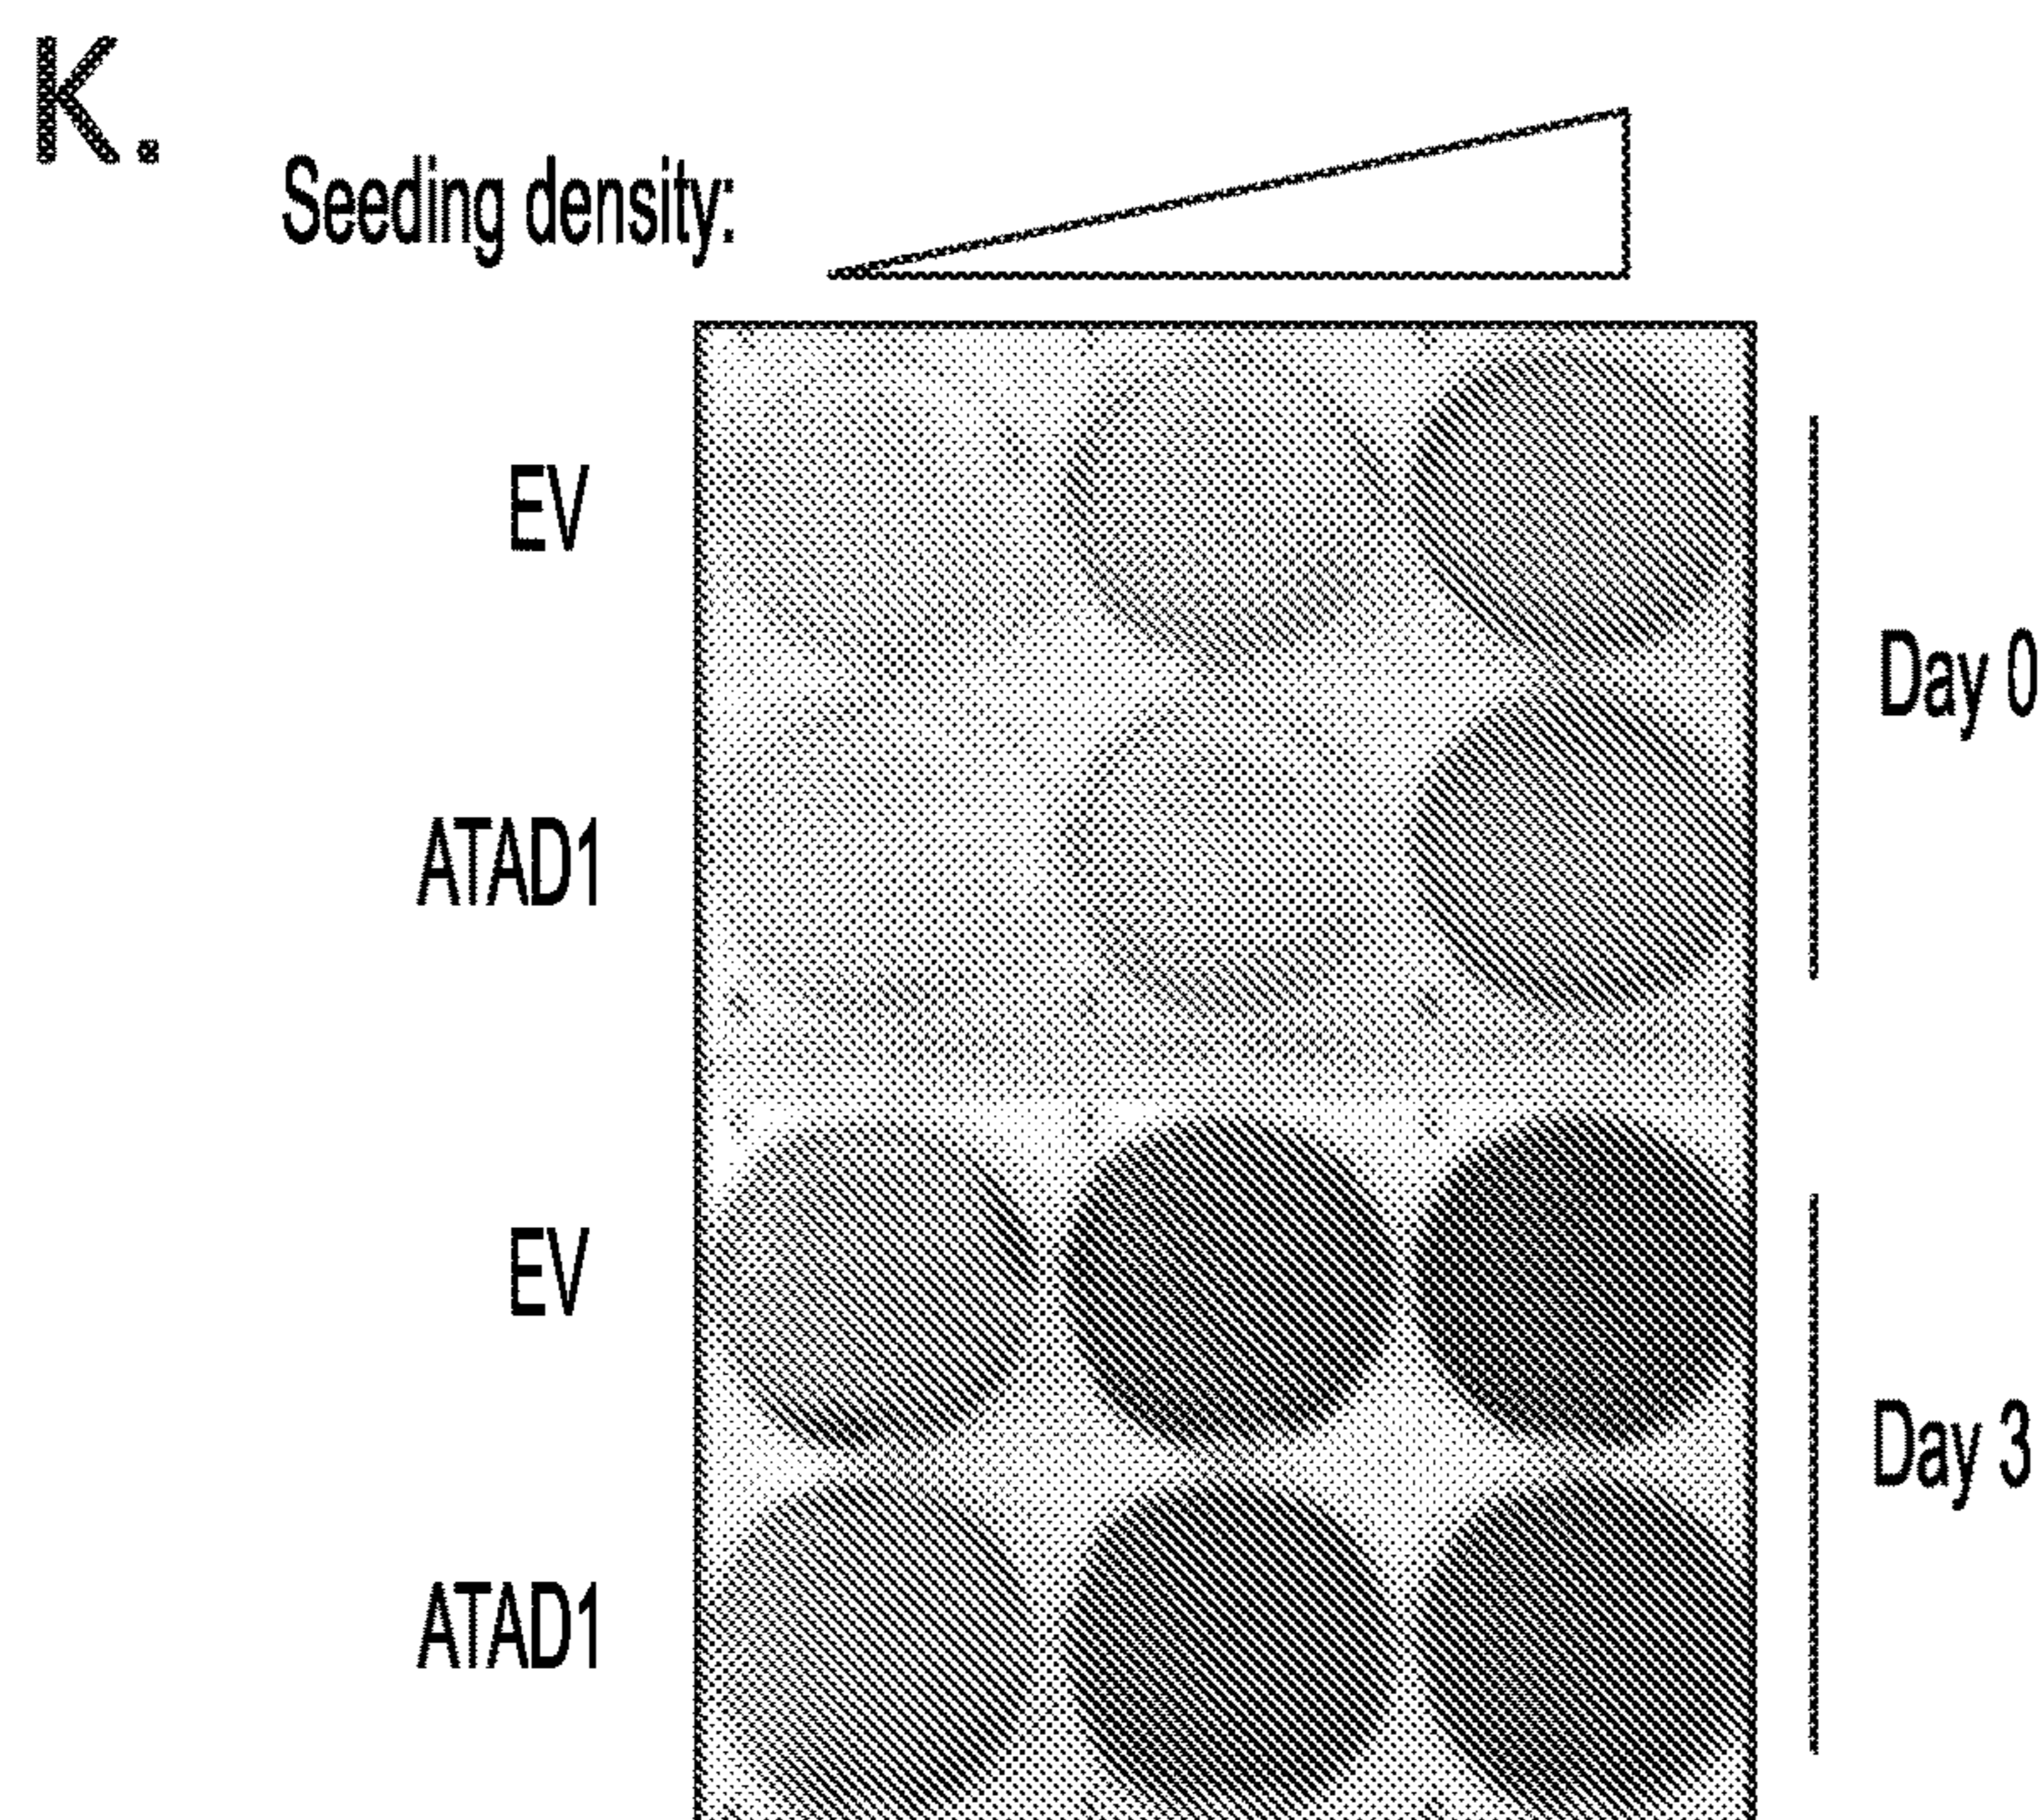 K.
Seeding density:
EV
Day 0
ATAD1
EV
Day 3
ATAD1